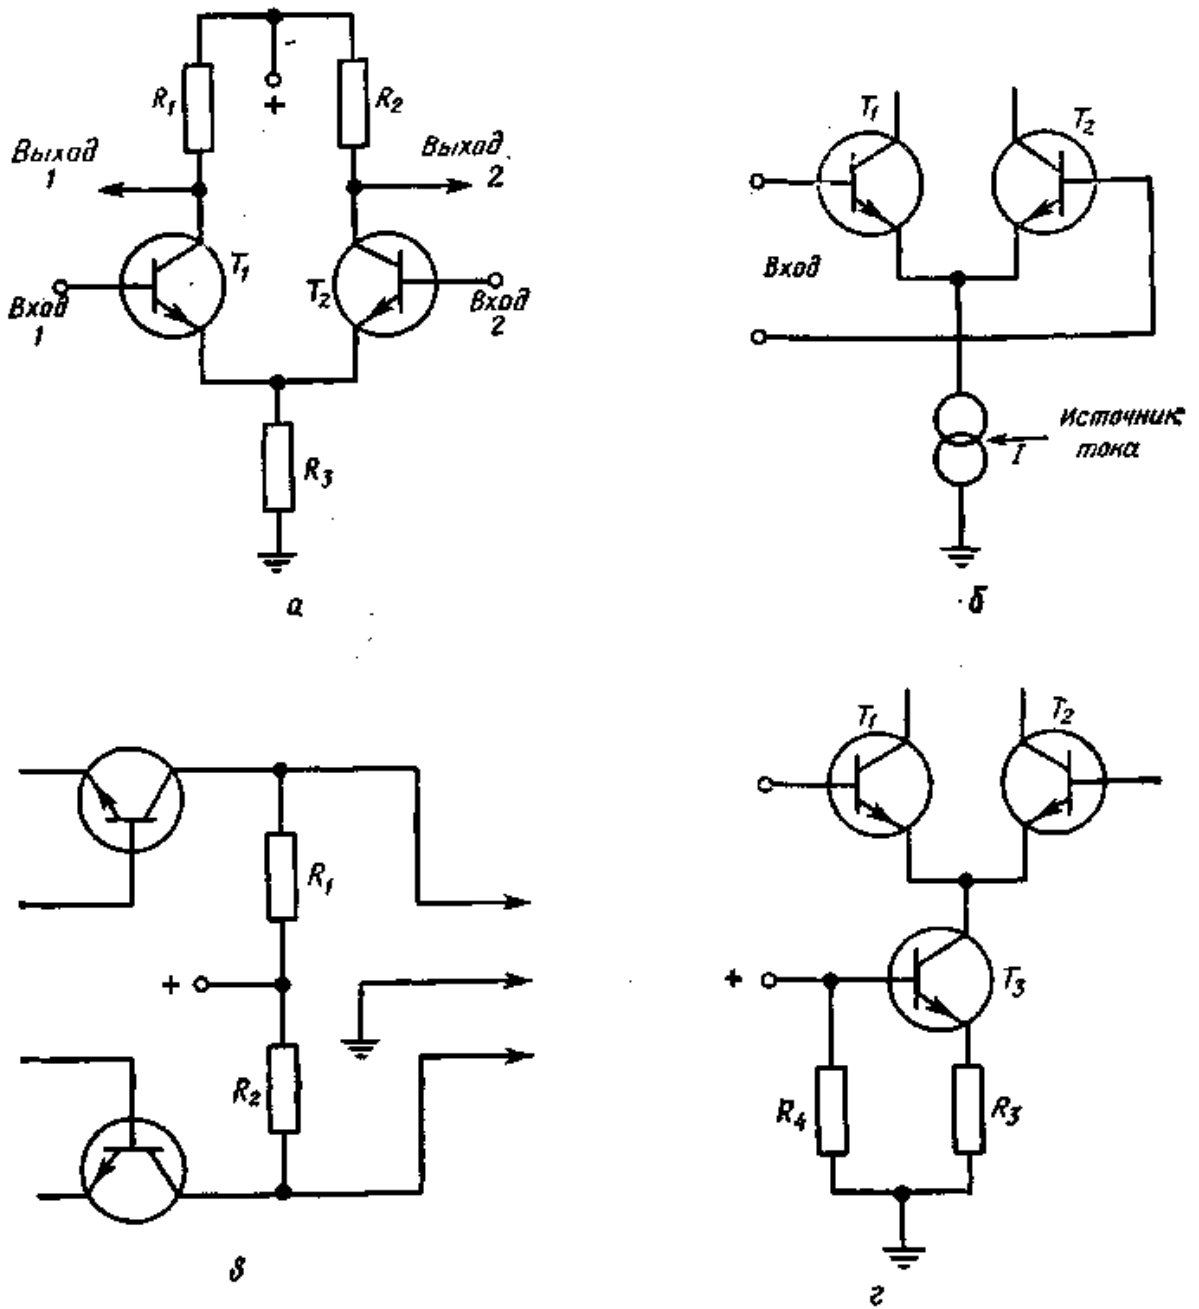 R₁
+
R₂
Выход
1
Выход
2
T₁
T₂
Вход
1
Вход
2
R₃
а
T₁
T₂
Вход
Источник
тока
I
б
R₁
+
R₂
в
T₁
T₂
+
T₃
R₄
R₃
г